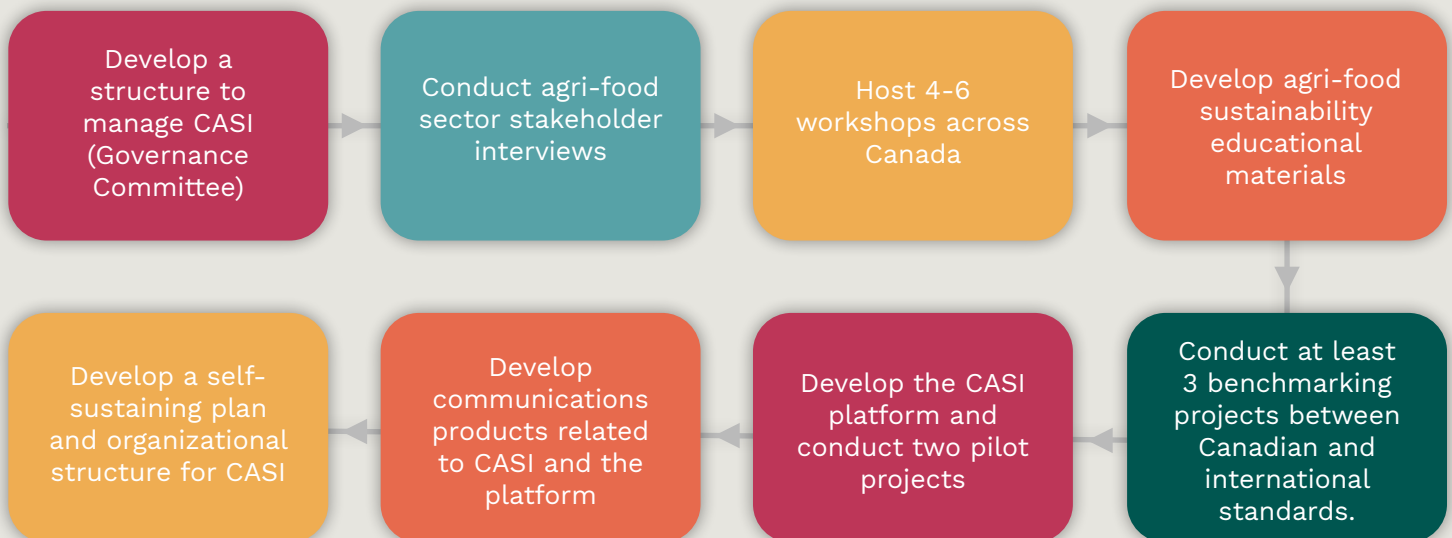 Develop a
structure to
manage CASI
(Governance
Committee)
Conduct agri-food
sector stakeholder
interviews
Host 4-6
workshops across
Canada
Develop agri-food
sustainability
educational
materials
Conduct at least
3 benchmarking
projects between
Canadian and
international
standards.
Develop the CASI
platform and
conduct two pilot
projects
Develop
communications
products related
to CASI and the
platform
Develop a self-
sustaining plan
and organizational
structure for CASI